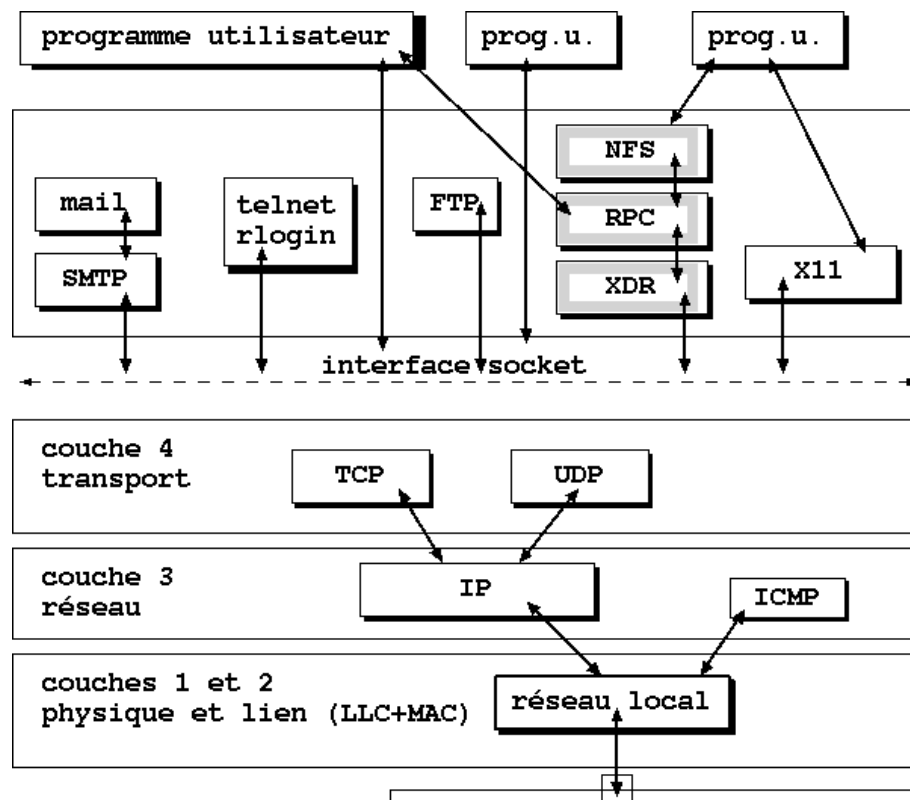 programme utilisateur
prog.u.
prog.u.
NFS
mail
telnet
rlogin
FTP
RPC
SMTP
XDR
X11
interface socket
couche 4
transport
TCP
UDP
couche 3
réseau
IP
ICMP
couches 1 et 2
physique et lien (LLC+MAC)
réseau local